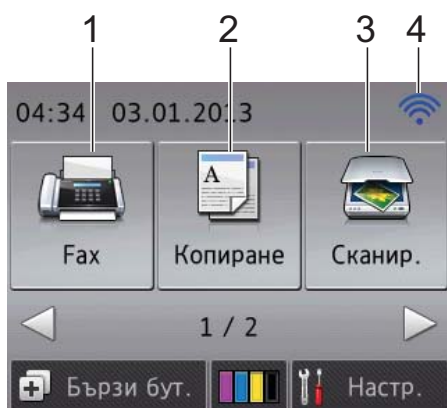 1 2 3 4
04:34 03.01.2013
A
Fax Копиране Сканир.
1 / 2
Бързи бут. Настр.